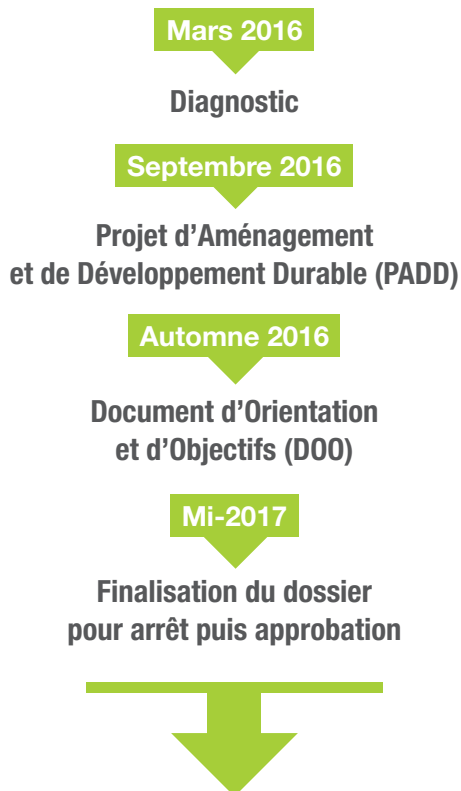 Mars 2016
Diagnostic
Septembre 2016
Projet d’Aménagement
et de Développement Durable (PADD)
Automne 2016
Document d’Orientation
et d’Objectifs (DOO)
Mi-2017
Finalisation du dossier
pour arrêt puis approbation